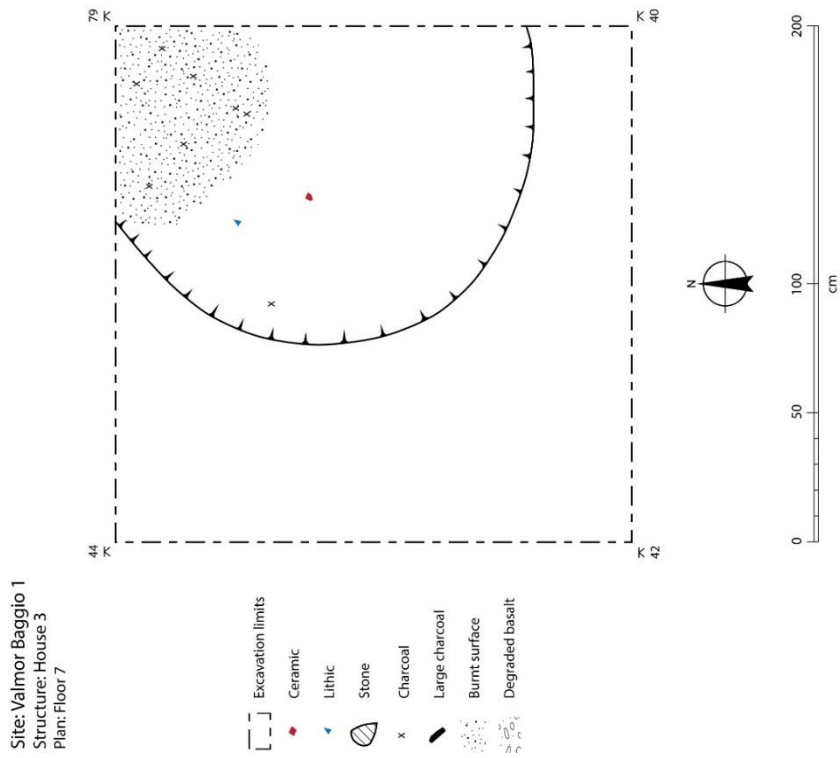 Site: Valmor Baggio 1
Structure: House 3
Plan: Floor 7
Excavation limits
Ceramic
Lithic
Stone
Charcoal
Large charcoal
Burnt surface
Degraded basalt
79
40
44
42
N
0
50
100
200
cm